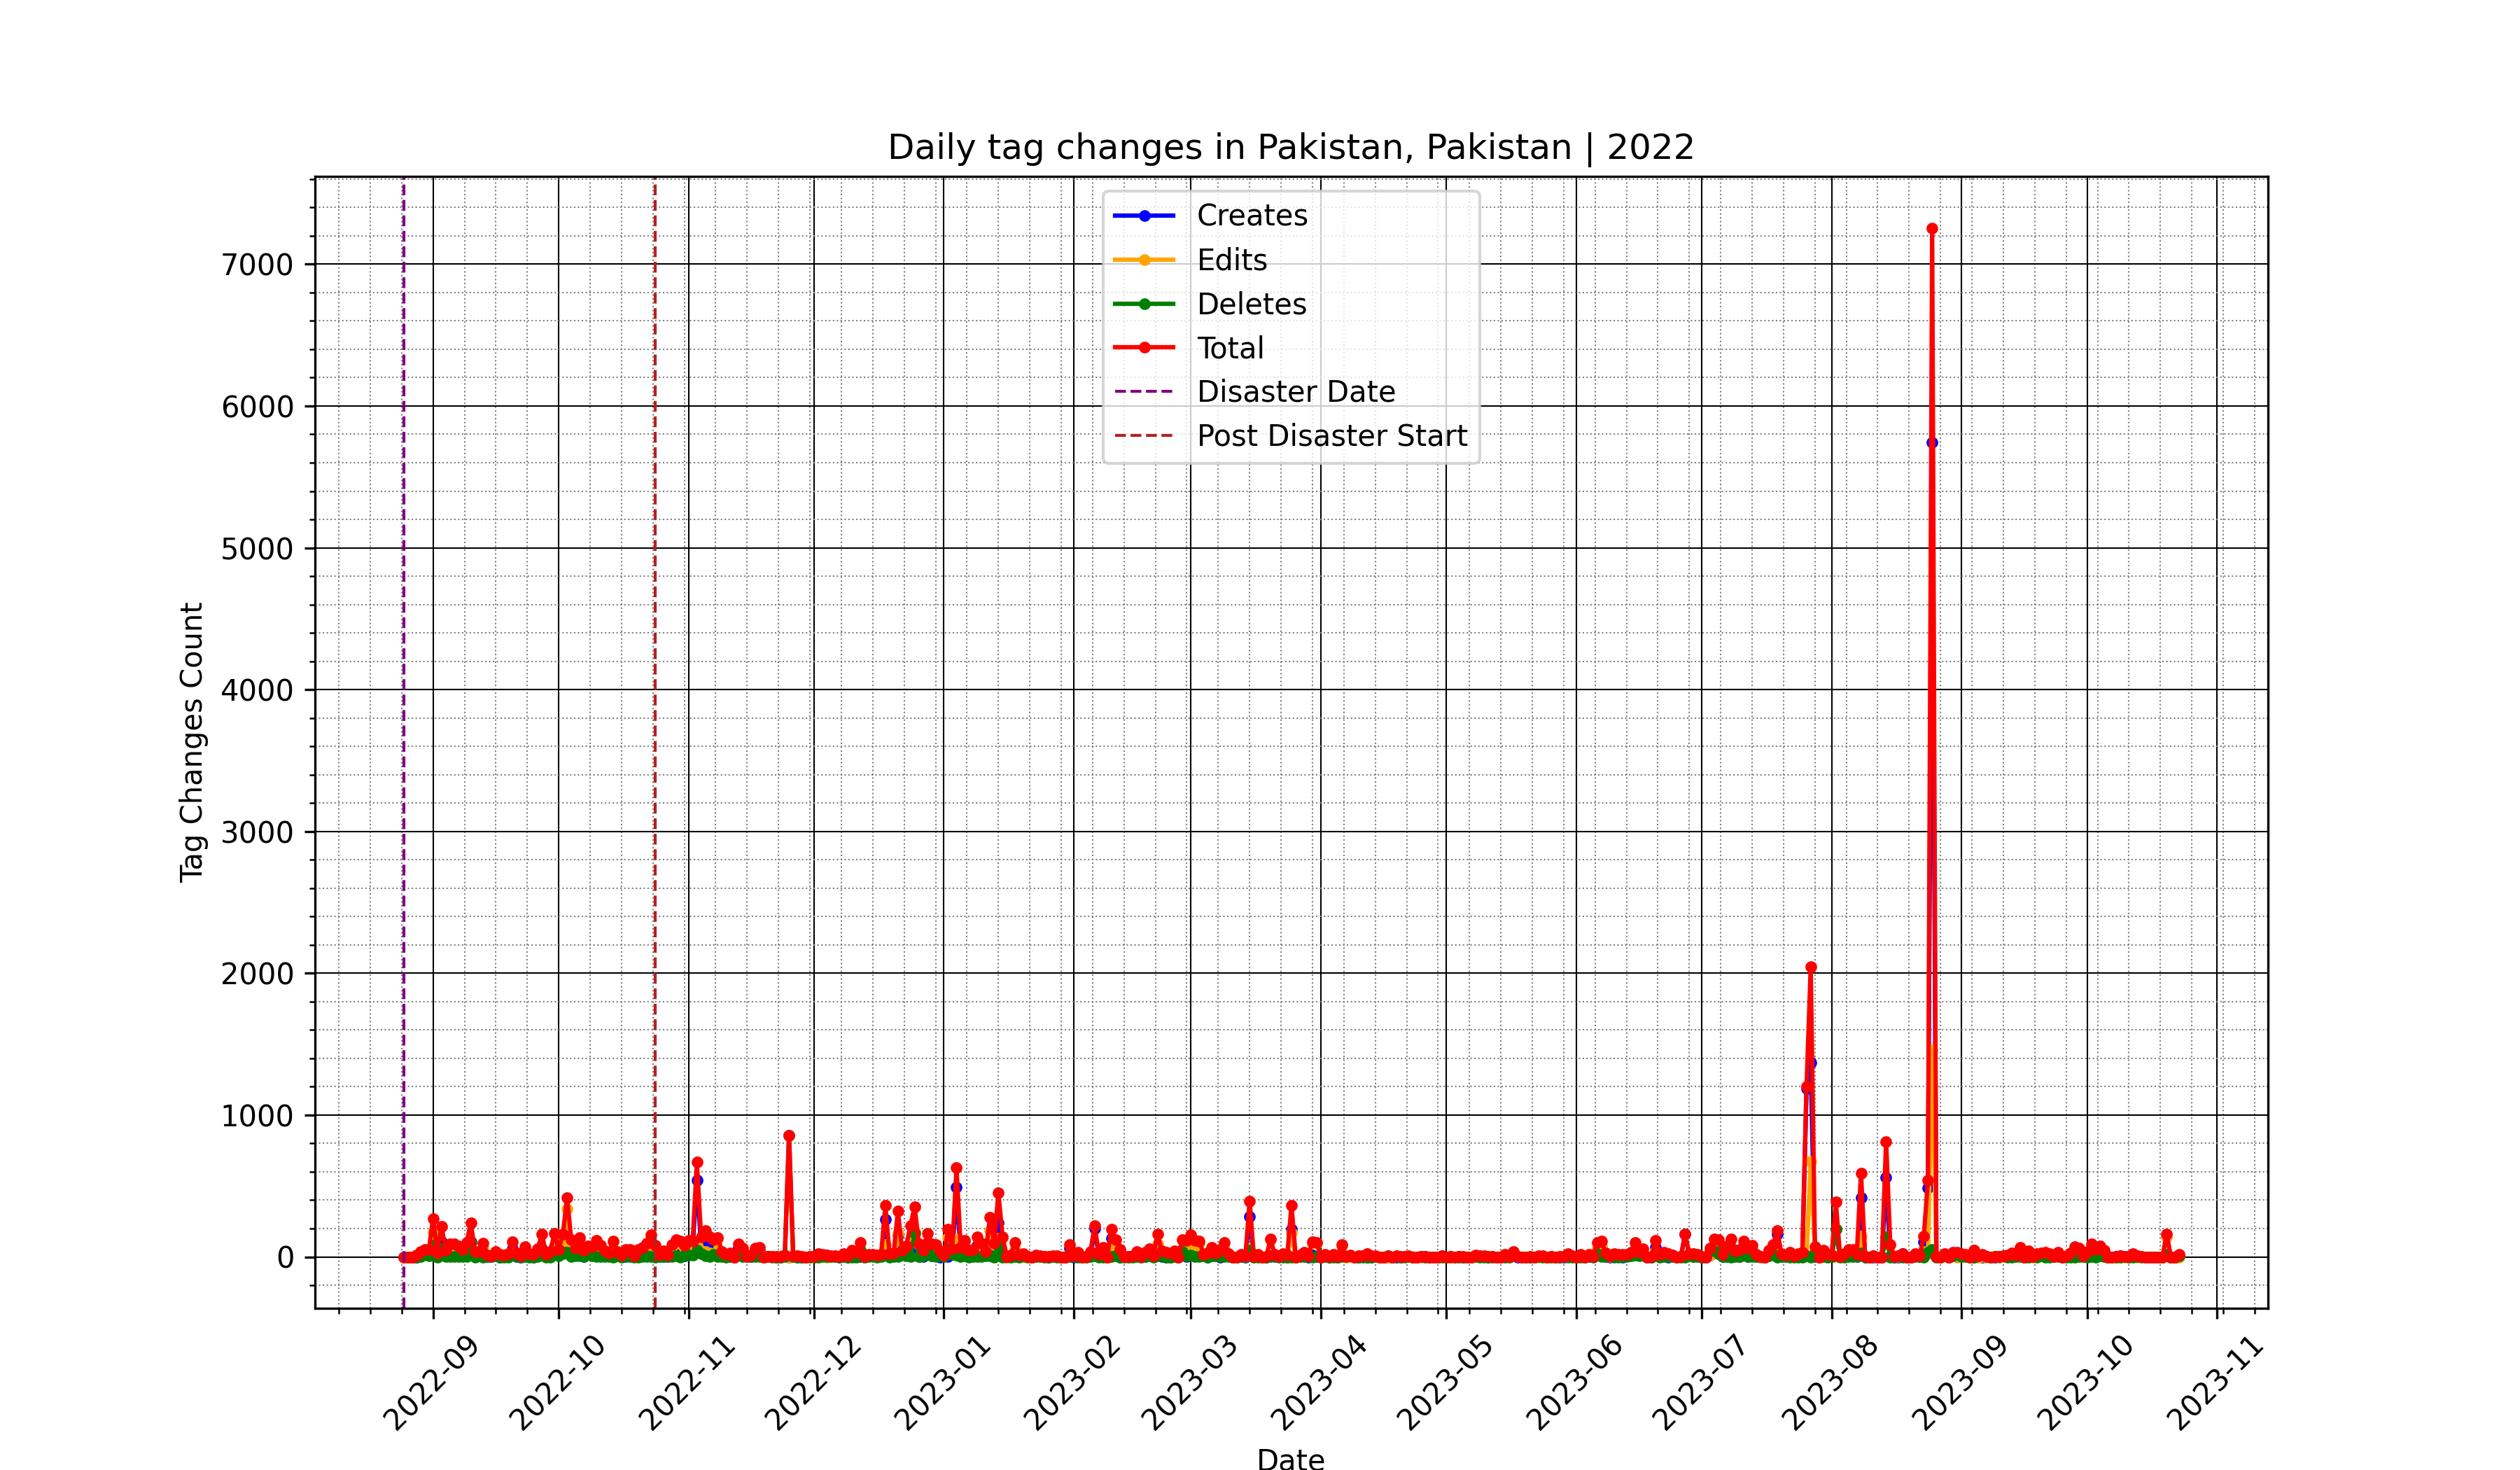 Daily tag changes in Pakistan, Pakistan | 2022
Creates
Edits
Deletes
Total
Disaster Date
Post Disaster Start
7000
6000
5000
4000
3000
2000
1000
0
Tag Changes Count
2022-09
2022-10
2022-11
2022-12
2023-01
2023-02
2023-03
2023-04
2023-05
2023-06
2023-07
2023-08
2023-09
2023-10
2023-11
Date